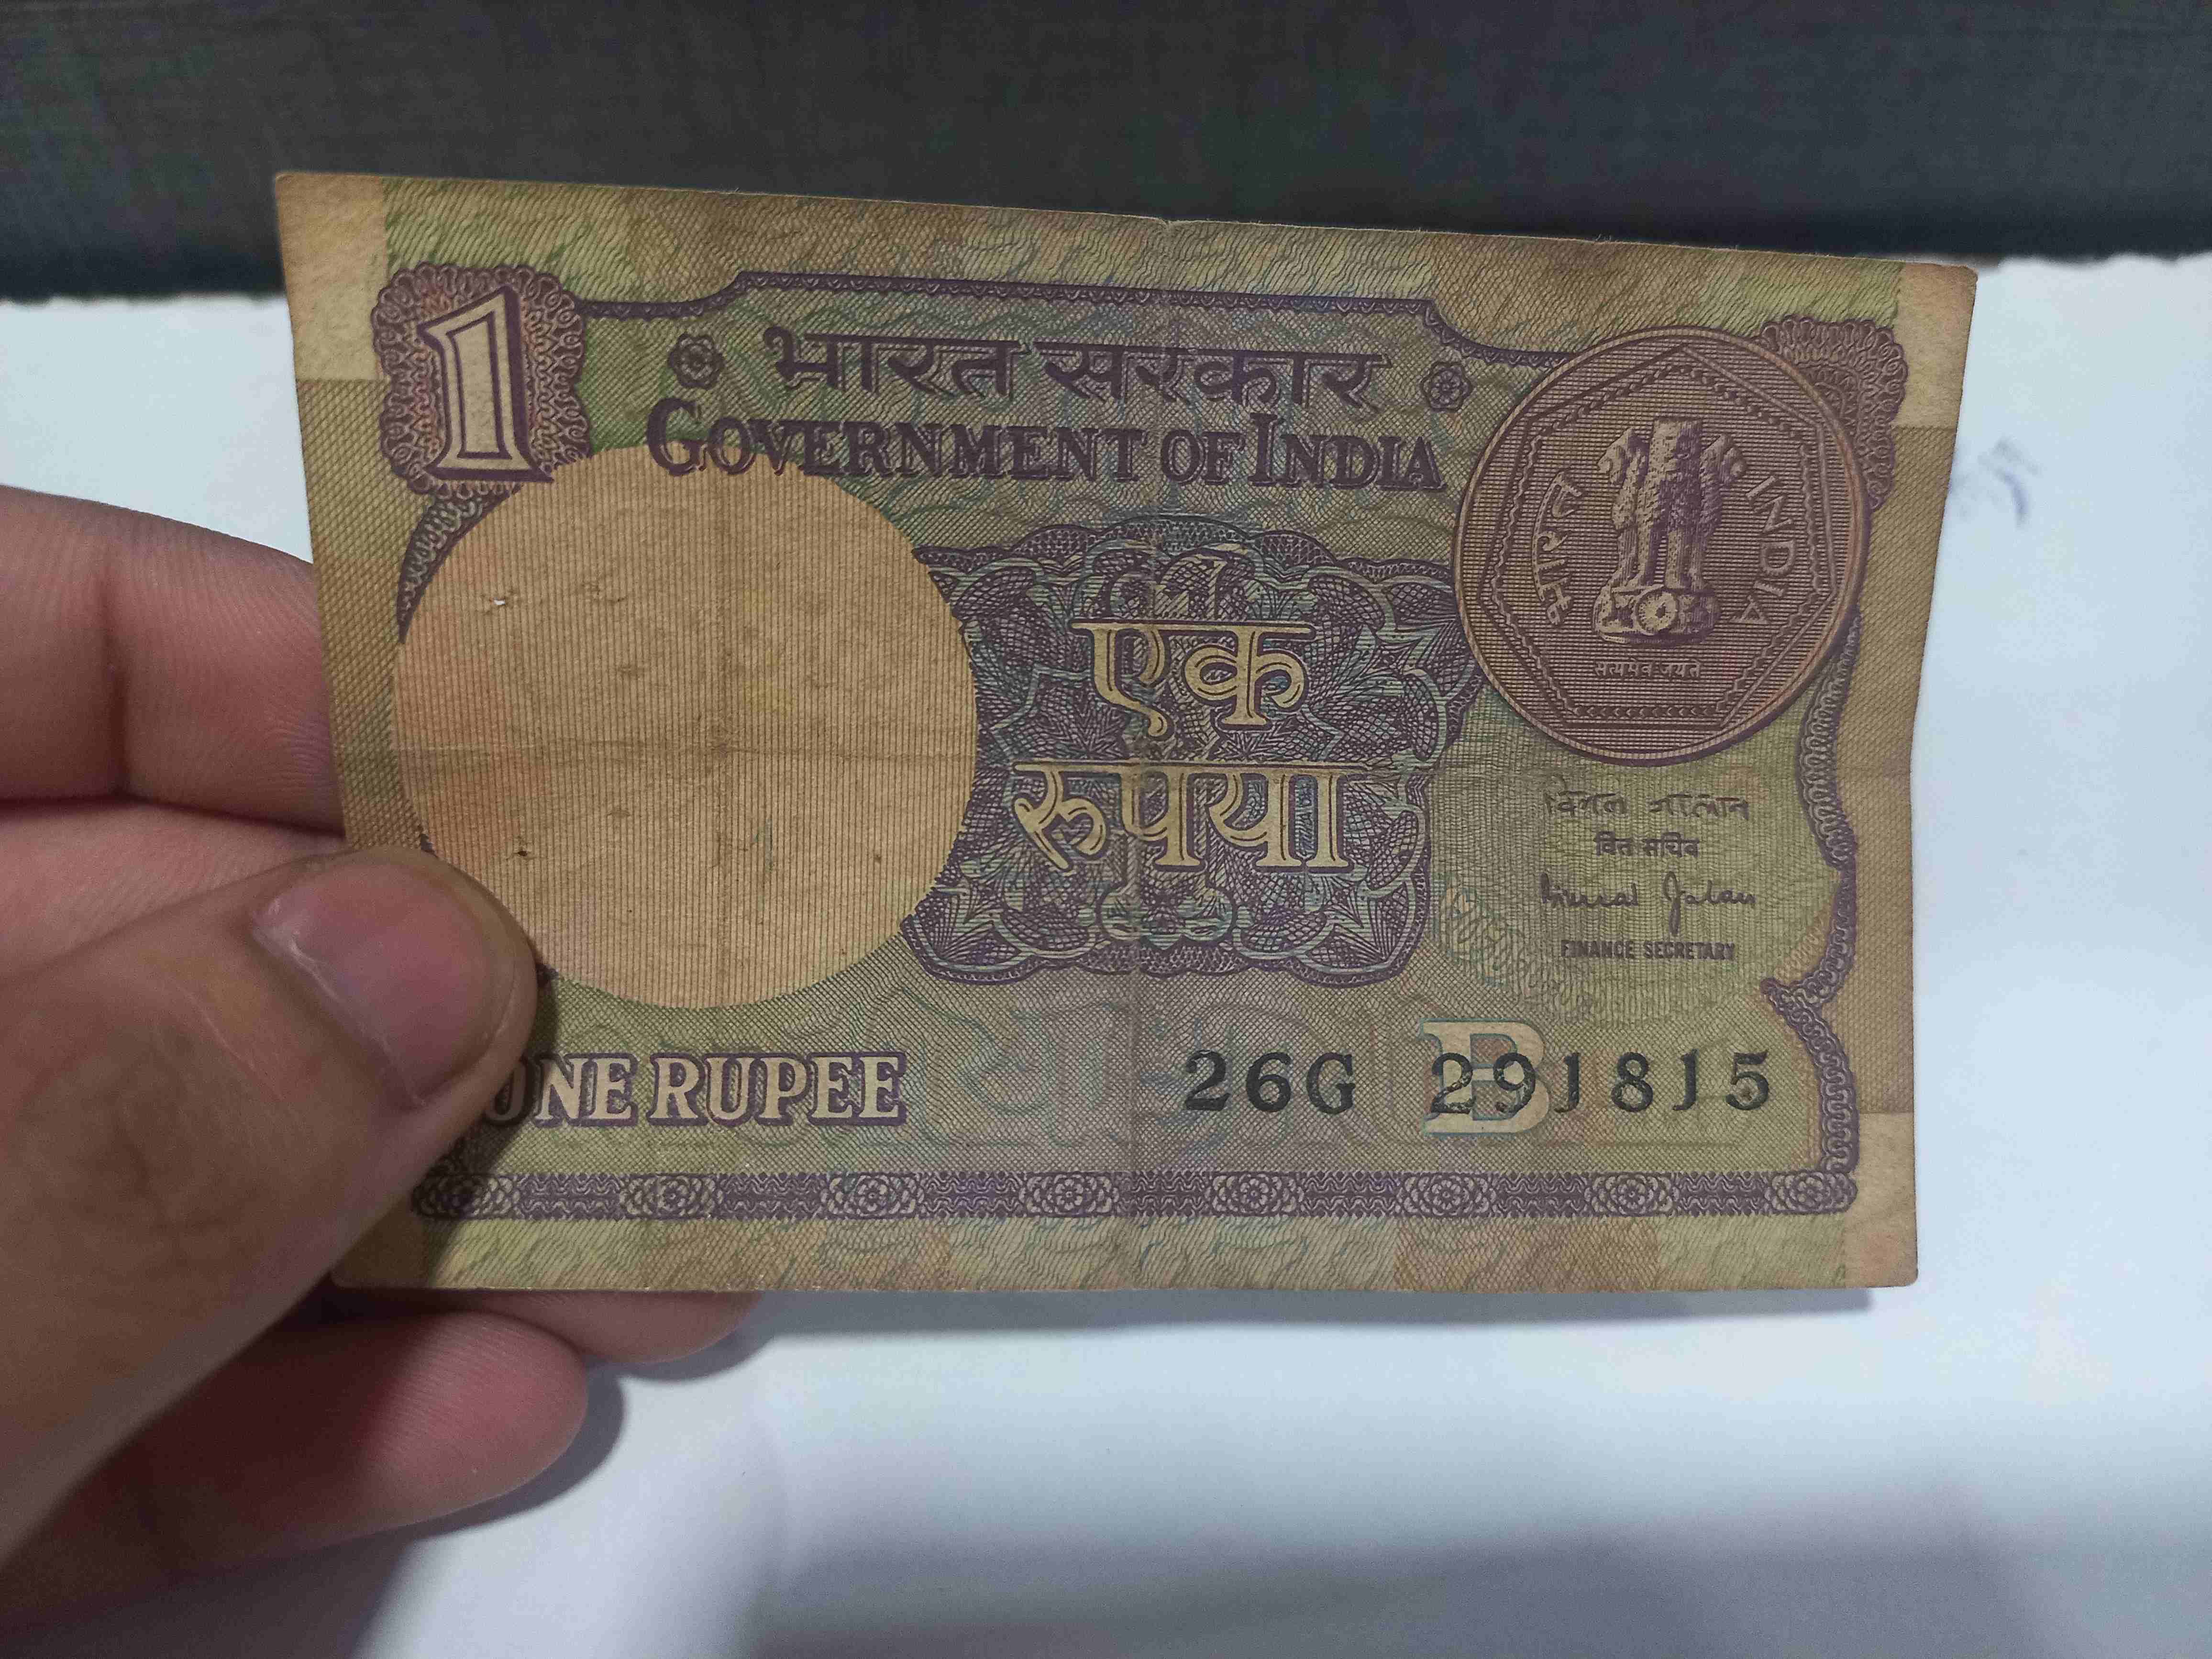 1
भारत सरकार
GOVERNMENT OF INDIA
भारत INDIA
सत्यमेव जयते
एक
रुपया
विमल जालान
वित्त सचिव
Bimal Jalan
FINANCE SECRETARY
ONE RUPEE
26G 291815
B